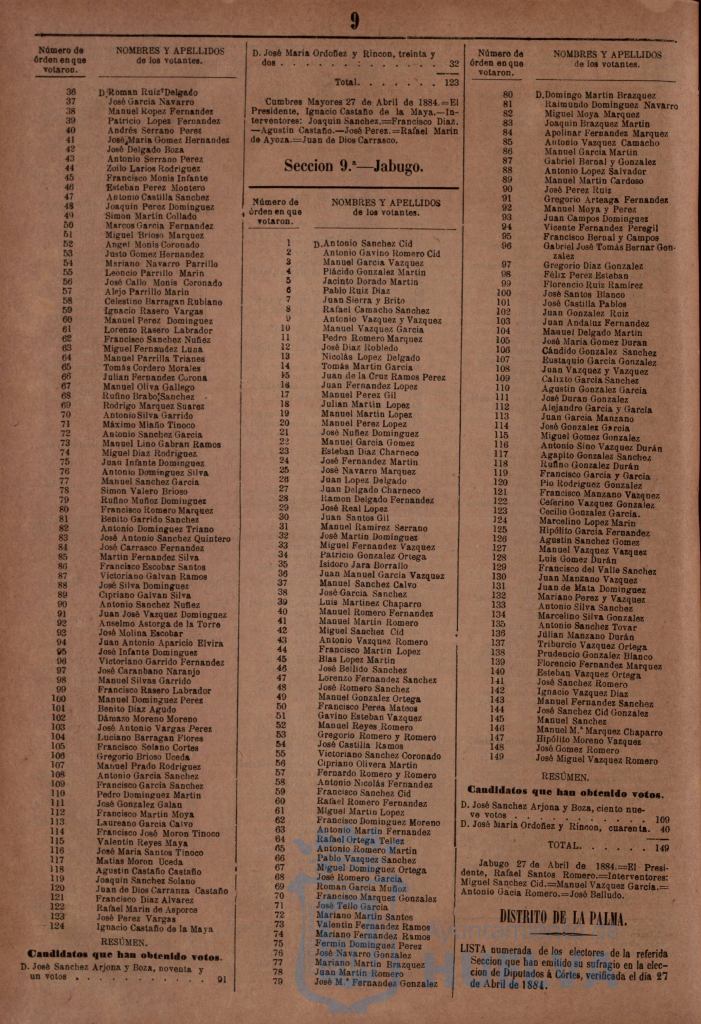 9
Número de
órden en que
votaron.
NOMBRES Y APELLIDOS
de los votantes.
36 D. Roman Ruiz Delgado
37 José Garcia Navarro
38 Manuel Lopez Fernandez
39 Patricio Lopez Fernandez
40 Andrés Serrano Perez
41 José Maria Gomez Hernandez
42 José Delgado Boza
43 Antonio Serrano Perez
44 Zoilo Larios Rodriguez
45 Francisco Monis Infante
46 Esteban Perez Montero
47 Antonio Castilla Sanchez
48 Joaquin Perez Dominguez
49 Simon Martin Collado
50 Marcos Garcia Fernandez
51 Miguel Brioso Marquez
52 Angel Monis Coronado
53 Justo Gomez Hernandez
54 Mariano Navarro Parrillo
55 Leoncio Parrillo Marin
56 José Callo Monis Coronado
57 Alejo Parrillo Marin
58 Celestino Barragan Rubiano
59 Ignacio Rasero Vargas
60 Manuel Perez Dominguez
61 Lorenzo Rasero Labrador
62 Francisco Sanchez Nuñez
63 Miguel Fernandez Luna
64 Manuel Parrilla Trianes
65 Tomás Cordero Morales
66 Julian Fernandez Corona
67 Manuel Oliva Gallego
68 Rufino Brabo Sanchez
69 Rodrigo Marquez Suarez
70 Antonio Silva Garrido
71 Máximo Miaño Tinoco
72 Antonio Sanchez Garcia
73 Manuel Lino Gabran Ramos
74 Miguel Diaz Rodriguez
75 Juan Infante Dominguez
76 Antonio Dominguez Silva
77 Manuel Sanchez Garcia
78 Simon Valero Brioso
79 Rufino Muñoz Dominguez
80 Francisco Romero Marquez
81 Benito Garrido Sanchez
82 Antonio Dominguez Triano
83 José Antonio Sanchez Quintero
84 José Carrasco Fernandez
85 Martin Fernandez Silva
86 Francisco Escobar Santos
87 Victoriano Galvan Ramos
88 José Silva Dominguez
89 Cipriano Galvan Silva
90 Antonio Sanchez Nuñez
91 Juan José Vazquez Dominguez
92 Anselmo Astorga de la Torre
93 José Molina Escobar
94 Juan Antonio Aparicio Elvira
95 José Infante Dominguez
96 Victoriano Garrido Fernandez
97 José Caranbano Naranjo
98 Manuel Silvas Garrido
99 Francisco Rasero Labrador
100 Manuel Dominguez Perez
101 Benito Diaz Agudo
102 Dámaso Moreno Moreno
103 José Antonio Vargas Perez
104 Luciano Barragan Flores
105 Francisco Solano Cortes
106 Gregorio Brioso Uceda
107 Manuel Prado Rodriguez
108 Antonio Garcia Sanchez
109 Francisco Garcia Sanchez
110 Pedro Dominguez Martin
111 José Gonzalez Galan
112 Francisco Martin Moya
113 Laureano Garcia Calvo
114 Francisco José Moron Tinoco
115 Valentin Reyes Maya
116 José Maria Santos Tinoco
117 Matias Moron Uceda
118 Agustin Castaño Castaño
119 Joaquin Sanchez Solano
120 Juan de Dios Carranza Castaño
121 Francisco Diaz Alvarez
122 Rafael Marin de Asporce
123 José Perez Vargas
124 Ignacio Castaño de la Maya
RESÚMEN.
Candidatos que han obtenido votos.
D. José Sanchez Arjona y Boza, noventa y
un votos . . . . . . . . . . 91
D. José Maria Ordoñez y Rincon, treinta y
dos . . . . . . . . . . 32
Total. . . . . . . 123
Cumbres Mayores 27 de Abril de 1884.=El
Presidente, Ignacio Castaño de la Maya.—In-
terventores: Joaquin Sanchez.=Francisco Diaz.
—Agustin Castaño.—José Perez.=Rafael Marin
de Ayoza.=Juan de Dios Carrasco.
Seccion 9.ª—Jabugo.
Número de
órden en que
votaron.
NOMBRES Y APELLIDOS
de los votantes.
1 D. Antonio Sanchez Cid
2 Antonio Gavino Romero Cid
3 Manuel Garcia Vazquez
4 Plácido Gonzalez Martin
5 Jacinto Dorado Martin
6 Pablo Ruiz Diaz
7 Juan Sierra y Brito
8 Rafael Camacho Sanchez
9 Antonio Vazquez y Vazquez
10 Manuel Vazquez Garcia
11 Pedro Romero Marquez
12 José Diaz Robledo
13 Nicolás Lopez Delgado
14 Tomás Martin Garcia
15 Juan de la Cruz Ramos Perez
16 Juan Fernandez Lopez
17 Manuel Perez Gil
18 Julian Martin Lopez
19 Manuel Martin Lopez
20 Manuel Perez Lopez
21 José Nuñez Dominguez
22 Manuel Garcia Gomez
23 Esteban Diaz Charneco
24 José Fernandez Martin
25 José Navarro Marquez
26 Juan Lopez Delgado
27 Juan Delgado Charneco
28 Ramon Delgado Fernandez
29 José Real Lopez
30 Juan Santos Gil
31 Manuel Ramirez Serrano
32 José Martin Dominguez
33 Miguel Fernandez Vazquez
34 Patricio Gonzalez Ortega
35 Isidoro Jara Borrallo
36 Juan Manuel Garcia Vazquez
37 Manuel Sanchez Calvo
38 José Garcia Sanchez
39 Luis Martinez Chaparro
40 Manuel Romero Fernandez
41 Manuel Martin Romero
42 Miguel Sanchez Cid
43 Antonio Vazquez Romero
44 Francisco Martin Lopez
45 Blas Lopez Martin
46 José Bellido Sanchez
47 Lorenzo Fernandez Sanchez
48 José Romero Sanchez
49 Manuel Gonzalez Ortega
50 Francisco Perea Mateos
51 Gavino Esteban Vazquez
52 Manuel Reyes Romero
53 Gregorio Romero y Romero
54 José Castilla Ramos
55 Victoriano Sanchez Coronado
56 Cipriano Olivera Martin
57 Fernardo Romero y Romero
58 Antonio Nicolás Fernandez
59 Francisco Sanchez Cid
60 Rafael Romero Fernandez
61 Miguel Martin Lopez
62 Francisco Dominguez Moreno
63 Antonio Martin Fernandez
64 Rafael Ortega Tellez
65 Antonio Romero Martin
66 Pablo Vazquez Sanchez
67 Miguel Dominguez Ortega
68 José Romero Garcia
69 Roman Garcia Muñoz
70 Francisco Marquez Gonzalez
71 José Tello Garcia
72 Mariano Martin Santos
73 Valentin Fernandez Ramos
74 Mariano Fernandez Ramos
75 Fermin Dominguez Perez
76 José Navarro Gonzalez
77 Mariano Martin Brazquez
78 Juan Martin Romero
79 José M.ª Fernandez Gonzalez
Número de
órden en que
votaron.
NOMBRES Y APELLIDOS
de los votantes.
80 D. Domingo Martin Brazquez
81 Raimundo Dominguez Navarro
82 Miguel Moya Marquez
83 Joaquin Brazquez Martin
84 Apolinar Fernandez Marquez
85 Antonio Vazquez Camacho
86 Manuel Garcia Martin
87 Gabriel Bernal y Gonzalez
88 Antonio Lopez Salvador
89 Manuel Martin Cardoso
90 José Perez Ruiz
91 Gregorio Arteaga Fernandez
92 Manuel Moya y Perez
93 Juan Campos Dominguez
94 Vicente Fernandez Peregil
95 Francisco Bernal y Campos
96 Gabriel José Tomás Bernar Gon-
zalez
97 Gregorio Diaz Gonzalez
98 Félix Perez Esteban
99 Florencio Ruiz Ramirez
100 José Santos Blanco
101 José Castilla Pablos
102 Juan Gonzalez Ruiz
103 Juan Andaluz Fernandez
104 Manuel Delgado Martin
105 José Maria Gomez Duran
106 Cándido Gonzalez Sanchez
107 Eustaquio Garcia Gonzalez
108 Juan Vazquez y Vazquez
109 Calixto Garcia Sanchez
110 Agustin Gonzalez Garcia
111 José Duran Gonzalez
112 Alejandro Garcia y Garcia
113 Juan Garcia Manzano
114 José Gonzalez Garcia
115 Miguel Gomez Gonzalez
116 Antonio Sino Vazquez Durán
117 Agapito Gonzalez Sanchez
118 Rufino Gonzalez Durán
119 Francisco Garcia y Garcia
120 Pio Rodriguez Gonzalez
121 Francisco Manzano Vazquez
122 Ceferino Vazquez Gonzalez
123 Cecilio Gonzalez Garcia.
124 Marcelino Lopez Marin
125 Hipólito Garcia Fernandez
126 Agustin Sanchez Gomez
127 Manuel Vazquez Vazquez
128 Luis Gomez Durán
129 Francisco del Valle Sanchez
130 Juan Manzano Vazquez
131 Juan de Mata Dominguez
132 Mariano Perez y Vazquez
133 Antonio Silva Sanchez
134 Marcelino Silva Gonzalez
135 Antonio Sanchez Tovar
136 Julian Manzano Durán
137 Triburcio Vazquez Ortega
138 Prudencio Gonzalez Blanco
139 Florencio Fernandez Marquez
140 Esteban Vazquez Ortega
141 José Sanchez Romero
142 Ignacio Vazquez Diaz
143 Manuel Fernandez Sanchez
144 José Sanchez Cid Gonzalez
145 Manuel Sanchez
146 Manuel M.ª Marquez Chaparro
147 Hipólito Moreno Vazquez
148 José Gomez Romero
149 José Miguel Vazquez Romero
RESÚMEN.
Candidatos que han obtenido votos.
D. José Sanchez Arjona y Boza, ciento nue-
ve votos . . . . . . . . . . 109
D. José Maria Ordoñez y Rincon, cuarenta. 40
TOTAL. . . . . . 149
Jabugo 27 de Abril de 1884.=El Presi-
dente, Rafael Santos Romero.=Interventores:
Miguel Sanchez Cid.=Manuel Vazquez Garcia.=
Antonio Gacia Romero.=José Belludo.
DISTRITO DE LA PALMA.
LISTA numerada de los electores de la referida
Seccion que han emitido su sufragio en la elec-
cion de Diputados á Córtes, verificada el dia 27
de Abril de 1884.